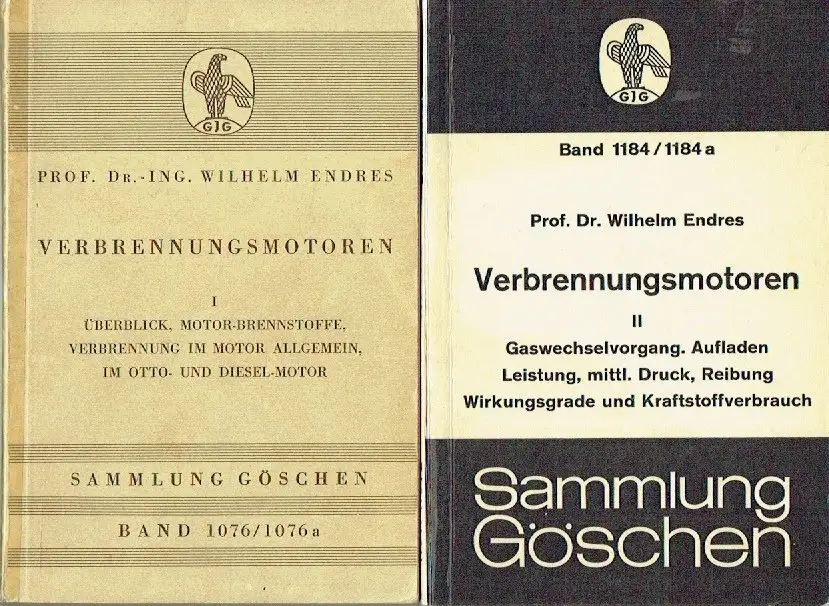 GJG
PROF. DR.-ING. WILHELM ENDRES
VERBRENNUNGSMOTOREN
I
ÜBERBLICK, MOTOR-BRENNSTOFFE,
VERBRENNUNG IM MOTOR ALLGEMEIN,
IM OTTO- UND DIESEL-MOTOR
SAMMLUNG GÖSCHEN
BAND 1076/1076a
GJG
Band 1184/1184a
Prof. Dr. Wilhelm Endres
Verbrennungsmotoren
II
Gaswechselvorgang. Aufladen
Leistung, mittl. Druck, Reibung
Wirkungsgrade und Kraftstoffverbrauch
Sammlung
Göschen